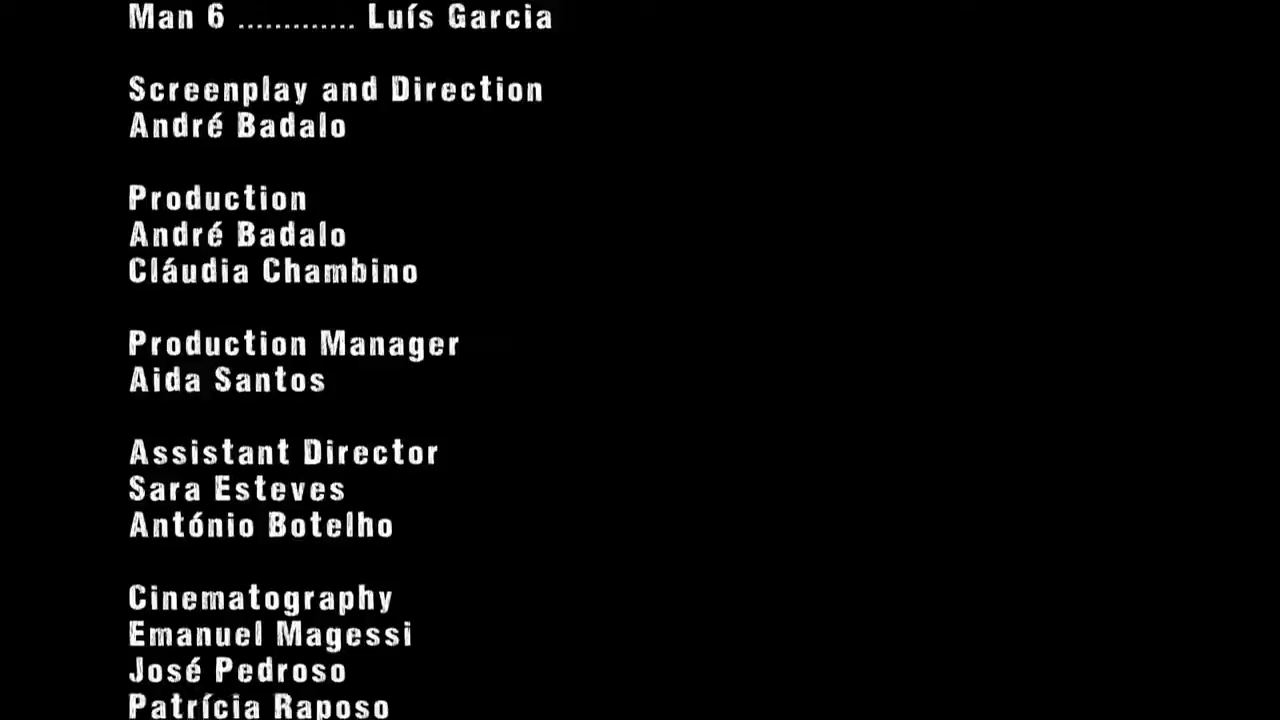 Man 6 ............. Luís Garcia
Screenplay and Direction
André Badalo
Production
André Badalo
Cláudia Chambino
Production Manager
Aida Santos
Assistant Director
Sara Esteves
António Botelho
Cinematography
Emanuel Magessi
José Pedroso
Patrícia Raposo